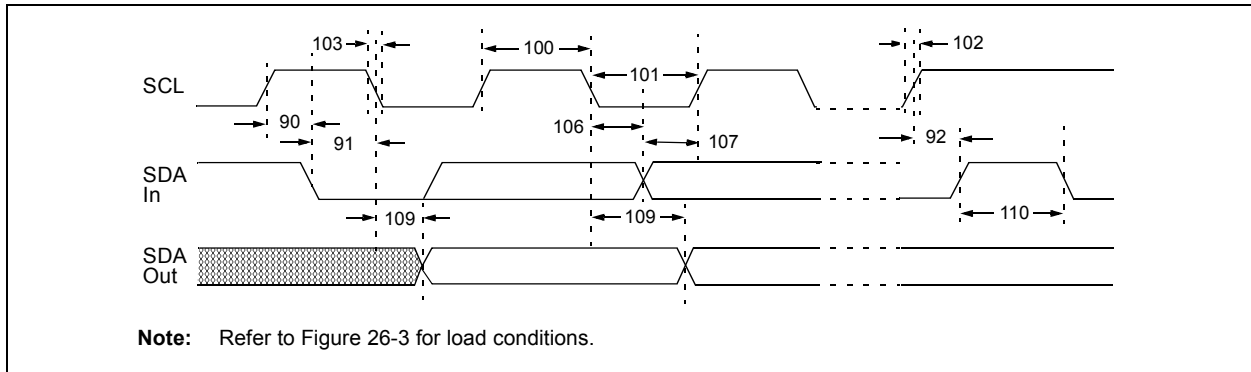 103
100
102
SCL
101
90
106
107
91
92
SDA
In
109
109
110
SDA
Out
Note: Refer to Figure 26-3 for load conditions.